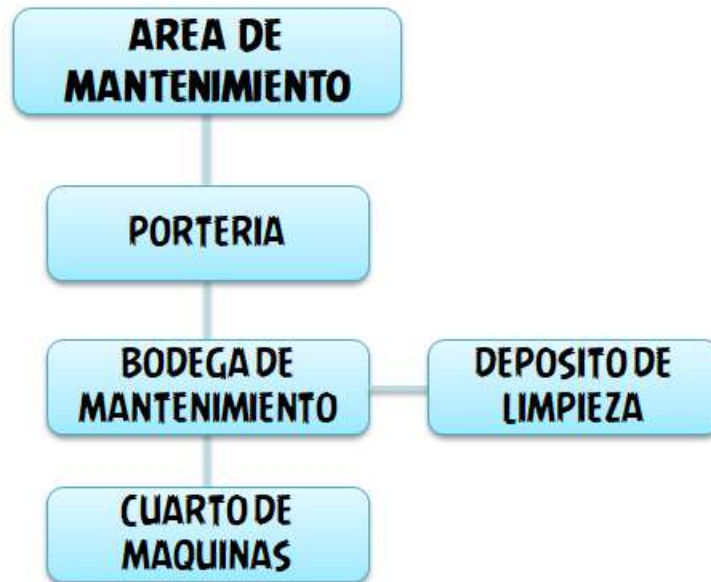 AREA DE
MANTENIMIENTO
PORTERIA
BODEGA DE
MANTENIMIENTO
DEPOSITO DE
LIMPIEZA
CUARTO DE
MAQUINAS